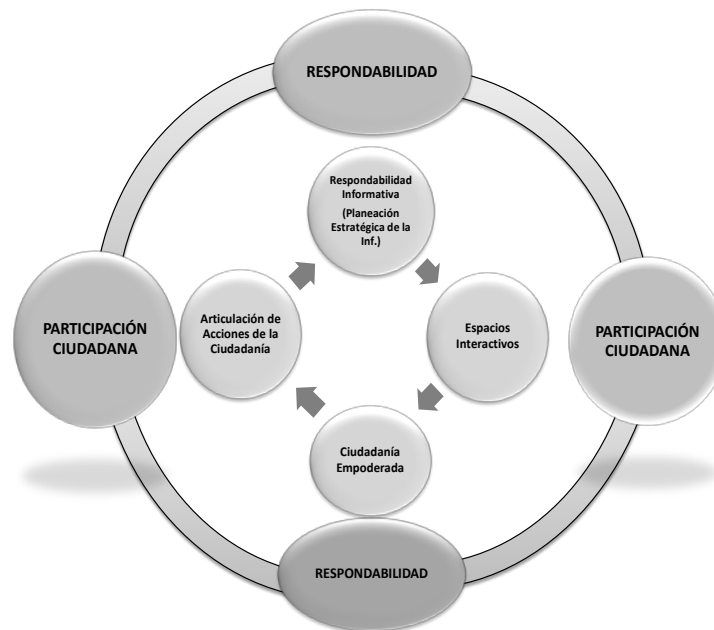 RESPONDABILIDAD
Respondabilidad
Informativa
(Planeación
Estratégica de la
Inf.)
PARTICIPACIÓN
CIUDADANA
Articulación de
Acciones de la
Ciudadanía
Espacios
Interactivos
PARTICIPACIÓN
CIUDADANA
Ciudadanía
Empoderada
RESPONDABILIDAD